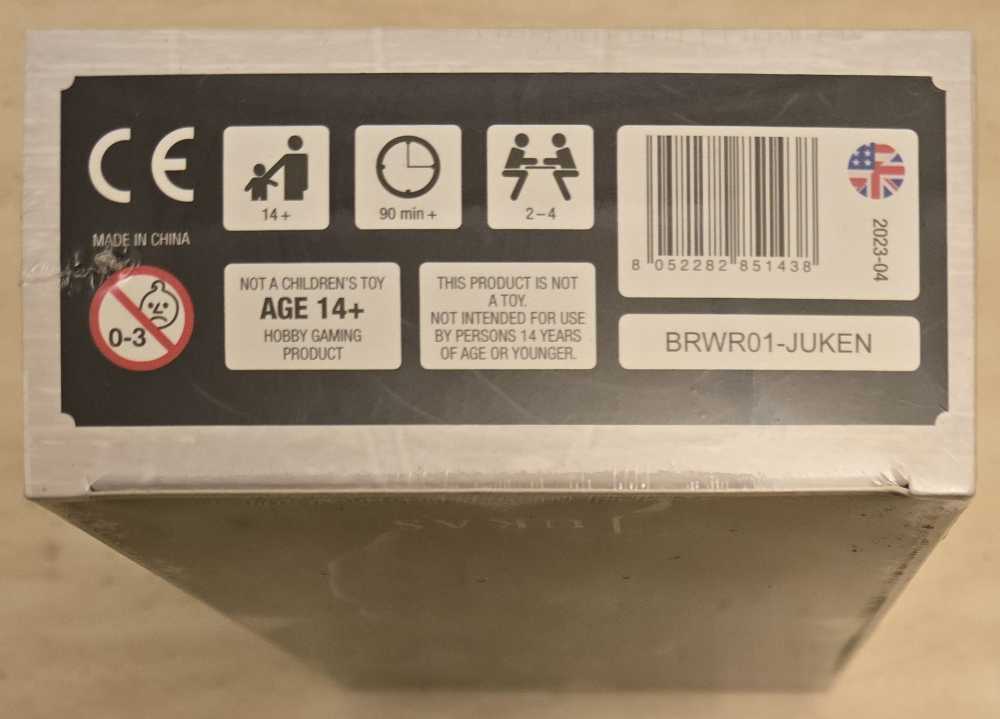 CE
MADE IN CHINA
0-3
14+
90 min +
2–4
NOT A CHILDREN'S TOY
AGE 14+
HOBBY GAMING
PRODUCT
THIS PRODUCT IS NOT
A TOY.
NOT INTENDED FOR USE
BY PERSONS 14 YEARS
OF AGE OR YOUNGER.
8 052282 851438
2023-04
BRWR01-JUKEN